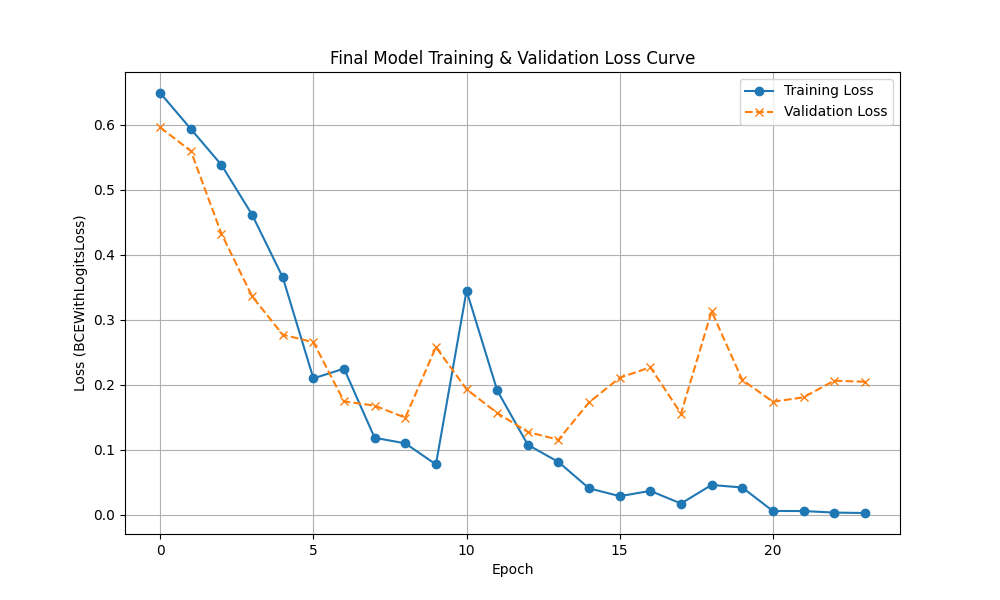 Final Model Training & Validation Loss Curve
Training Loss
Validation Loss
Loss (BCEWithLogitsLoss)
0.6
0.5
0.4
0.3
0.2
0.1
0.0
0 5 10 15 20
Epoch